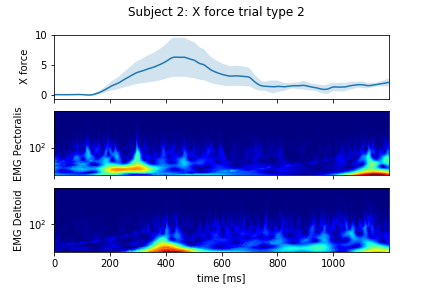 Subject 2: X force trial type 2
10
5
0
X force
10²
EMG Pectoralis
10²
EMG Deltoid
0 200 400 600 800 1000
time [ms]